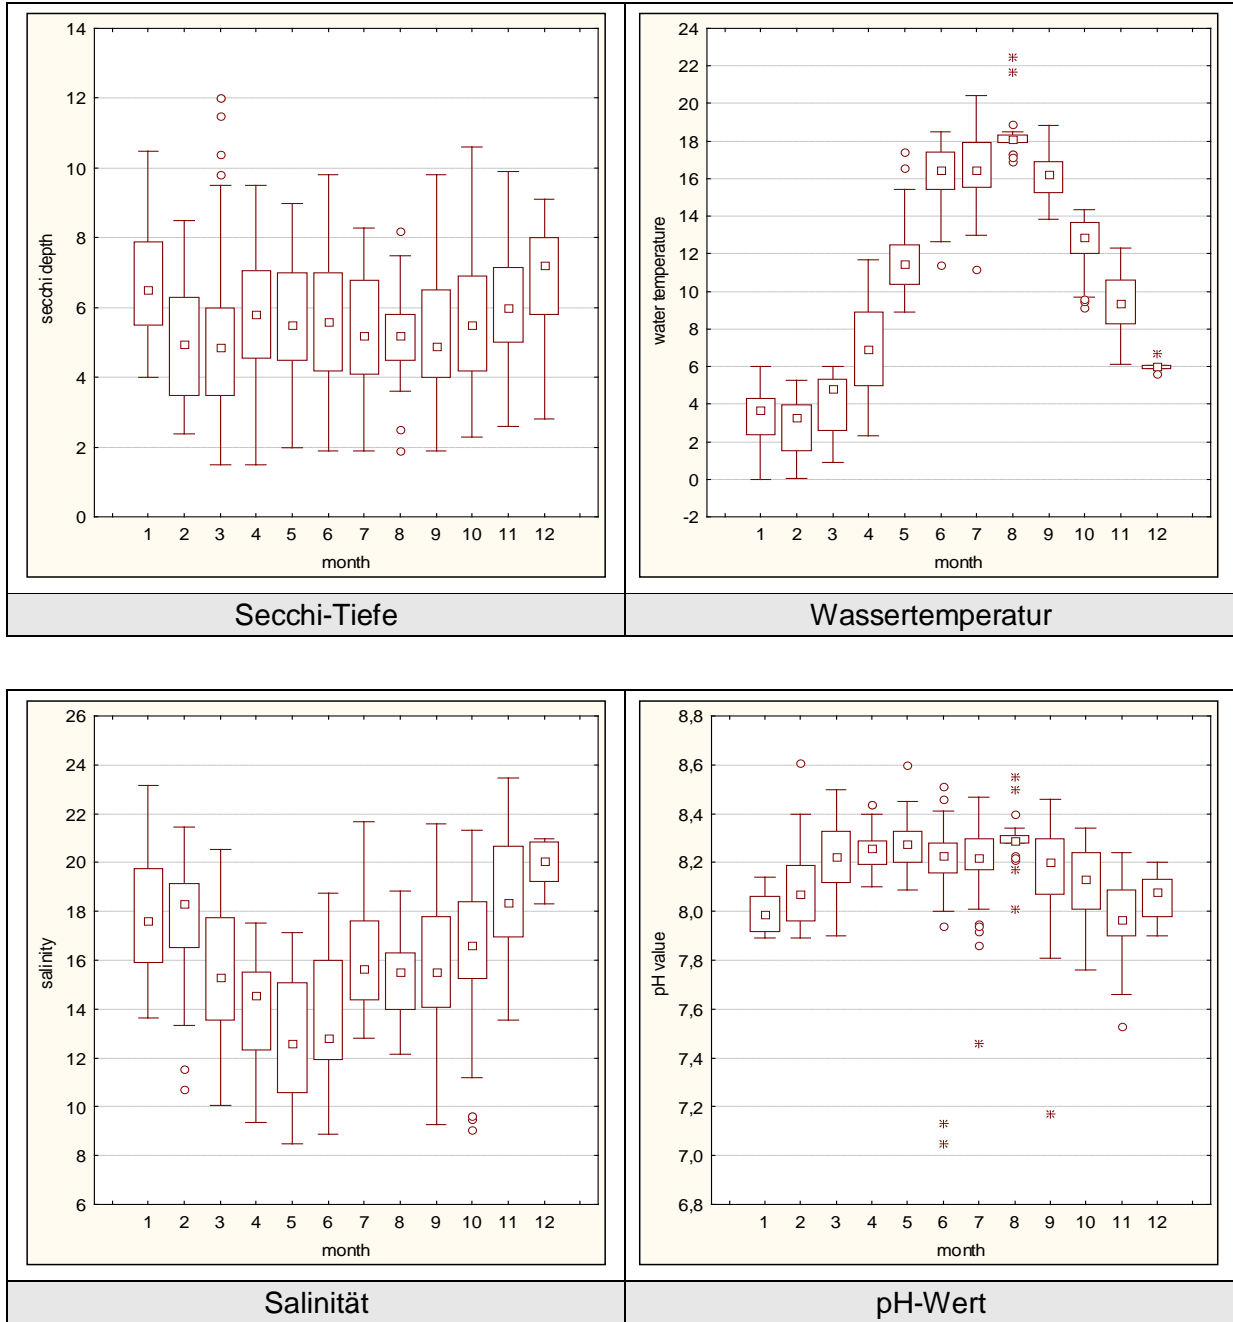 14
12
10
8
6
4
2
0
secchi depth
1 2 3 4 5 6 7 8 9 10 11 12
month
Secchi-Tiefe
24
22
20
18
16
14
12
10
8
6
4
2
0
-2
water temperature
1 2 3 4 5 6 7 8 9 10 11 12
month
Wassertemperatur
26
24
22
20
18
16
14
12
10
8
6
salinity
1 2 3 4 5 6 7 8 9 10 11 12
month
Salinität
8,8
8,6
8,4
8,2
8,0
7,8
7,6
7,4
7,2
7,0
6,8
pH value
1 2 3 4 5 6 7 8 9 10 11 12
month
pH-Wert